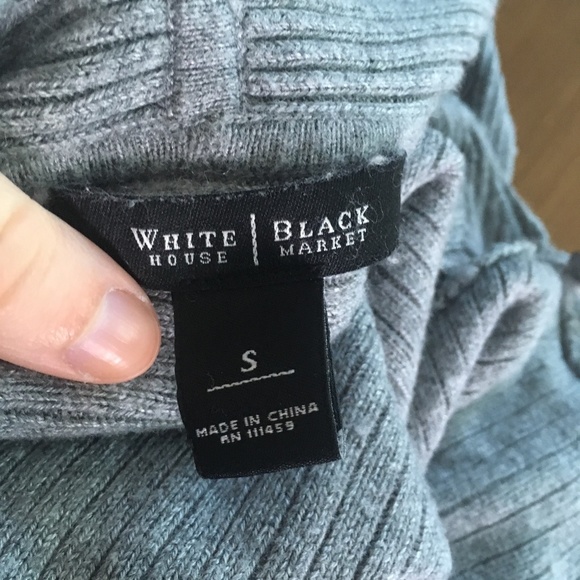 WHITE | BLACK
HOUSE | MARKET
S
MADE IN CHINA
RN 111459